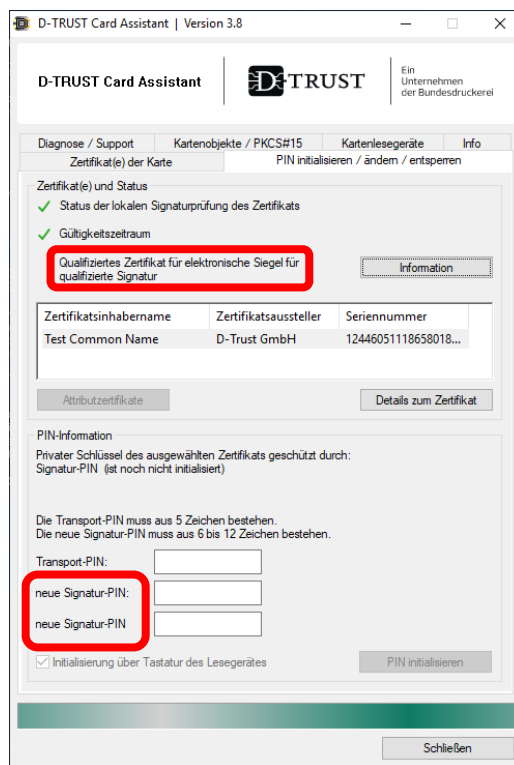 D-TRUST Card Assistant | Version 3.8
D-TRUST Card Assistant
D-TRUST
Ein
Unternehmen
der Bundesdruckerei
Diagnose / Support
Kartenobjekte / PKCS#15
Kartenlesegeräte
Info
Zertifikat(e) der Karte
PIN initialisieren / ändern / entsperren
Zertifikat(e) und Status
Status der lokalen Signaturprüfung des Zertifikats
Gültigkeitszeitraum
Qualifiziertes Zertifikat für elektronische Siegel für
qualifizierte Signatur
Information
Zertifikatsinhabername Zertifikatsaussteller Seriennummer
Test Common Name D-Trust GmbH 12446051118658018...
Attributzertifikate
Details zum Zertifikat
PIN-Information
Privater Schlüssel des ausgewählten Zertifikats geschützt durch:
Signatur-PIN (ist noch nicht initialisiert)
Die Transport-PIN muss aus 5 Zeichen bestehen.
Die neue Signatur-PIN muss aus 6 bis 12 Zeichen bestehen.
Transport-PIN:
neue Signatur-PIN:
neue Signatur-PIN
Initialisierung über Tastatur des Lesegerätes
PIN initialisieren
Schließen